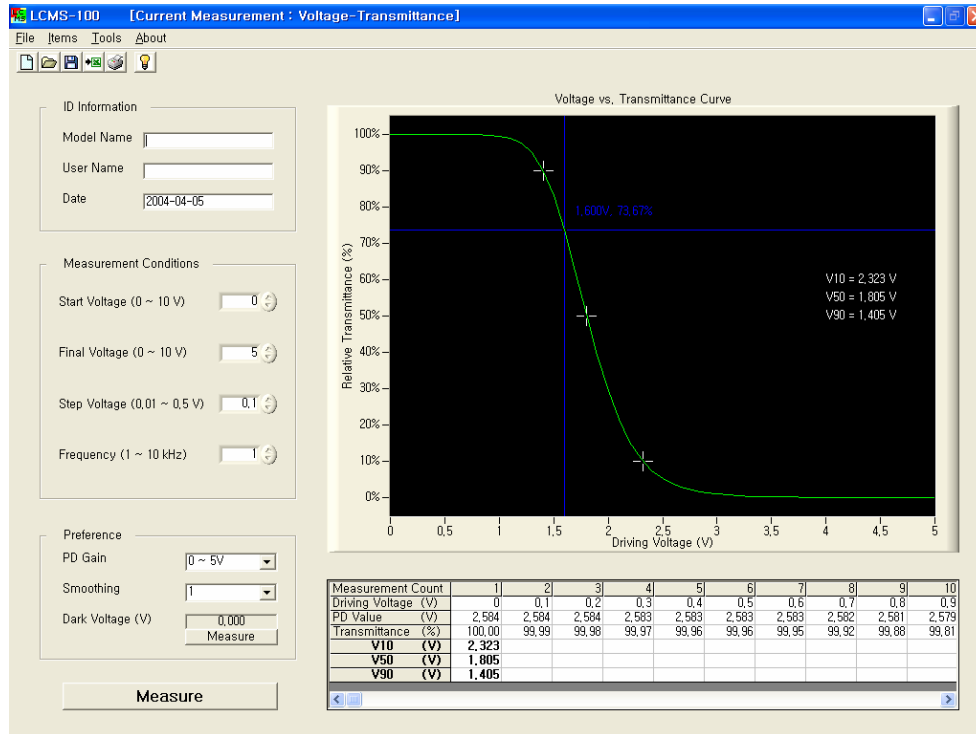 LCMS-100 [Current Measurement : Voltage-Transmittance]
File Items Tools About
ID Information
Model Name
User Name
Date 2004-04-05
Measurement Conditions
Start Voltage (0 ~ 10 V) 0
Final Voltage (0 ~ 10 V) 5
Step Voltage (0,01 ~ 0,5 V) 0,1
Frequency (1 ~ 10 kHz) 1
Preference
PD Gain 0 ~ 5V
Smoothing 1
Dark Voltage (V) 0,000
Measure
Measure
Voltage vs, Transmittance Curve
Relative Transmittance (%)
100%
90%
80%
70%
60%
50%
40%
30%
20%
10%
0%
1,600V, 73,67%
V10 = 2,323 V
V50 = 1,805 V
V90 = 1,405 V
0 0,5 1 1,5 2 2,5 3 3,5 4 4,5 5
Driving Voltage (V)
Measurement Count 1 2 3 4 5 6 7 8 9 10
Driving Voltage (V) 0 0,1 0,2 0,3 0,4 0,5 0,6 0,7 0,8 0,9
PD Value (V) 2,584 2,584 2,584 2,583 2,583 2,583 2,583 2,582 2,581 2,579
Transmittance (%) 100,00 99,99 99,98 99,97 99,96 99,96 99,95 99,92 99,88 99,81
V10 (V) 2,323
V50 (V) 1,805
V90 (V) 1,405